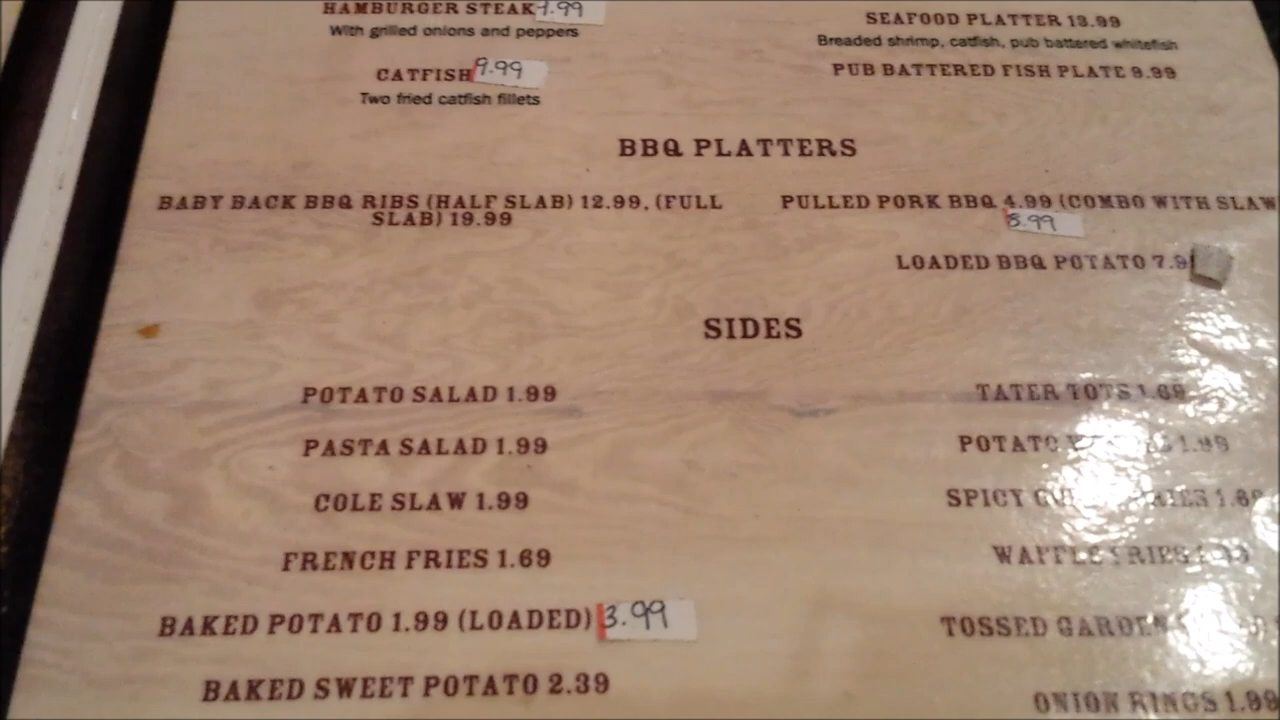 HAMBURGER STEAK
With grilled onions and peppers
CATFISH 9.99
Two fried catfish fillets
SEAFOOD PLATTER 13.99
Breaded shrimp, catfish, pub battered whitefish
PUB BATTERED FISH PLATE 9.99
BBQ PLATTERS
BABY BACK BBQ RIBS (HALF SLAB) 12.99, (FULL
SLAB) 19.99
PULLED PORK BBQ 4.99 (COMBO WITH SLAW
8.99
LOADED BBQ POTATO
SIDES
POTATO SALAD 1.99
PASTA SALAD 1.99
COLE SLAW 1.99
FRENCH FRIES 1.69
BAKED POTATO 1.99 (LOADED) 3.99
BAKED SWEET POTATO 2.39
TATER TOTS 1.69
POTATO 1.99
SPICY
WAFFLE FRIES
TOSSED GARDEN
ONION RINGS 1.99